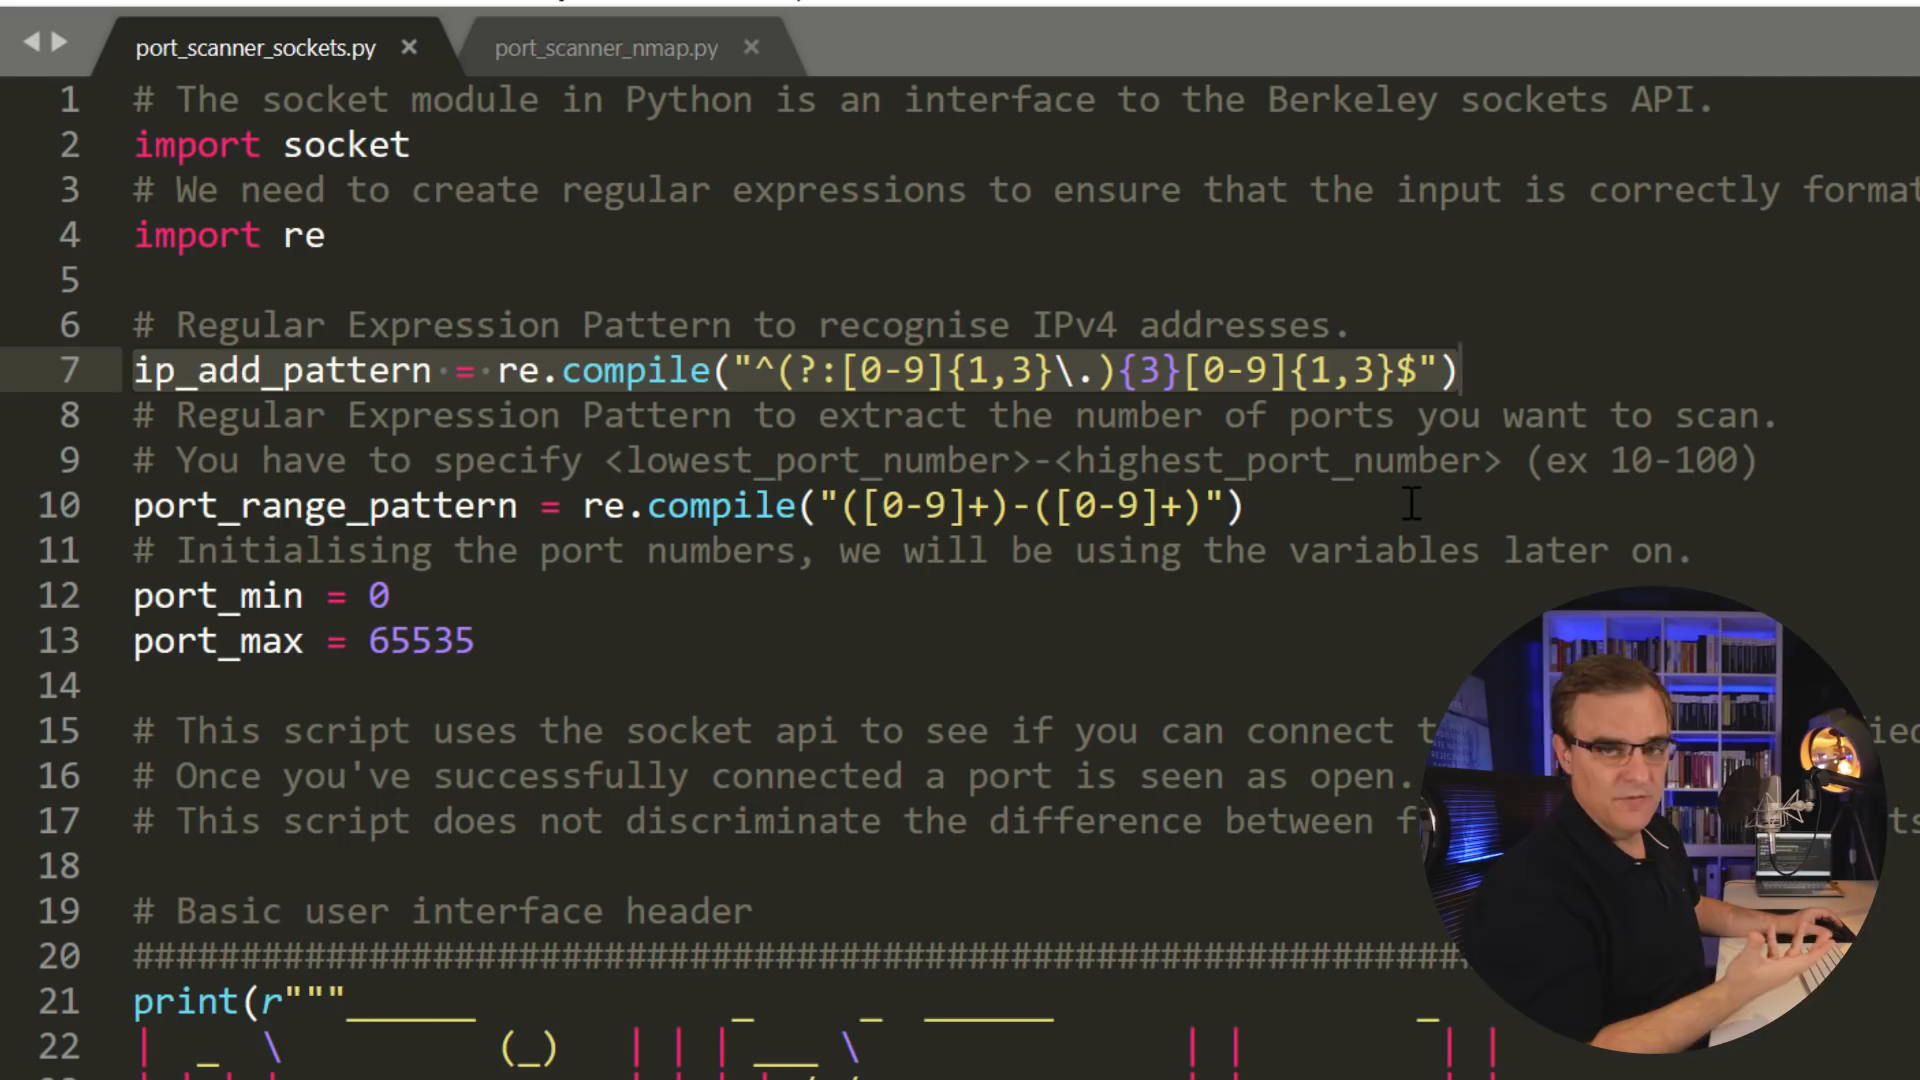 port_scanner_sockets.py × port_scanner_nmap.py ×
1 # The socket module in Python is an interface to the Berkeley sockets API.
2 import socket
3 # We need to create regular expressions to ensure that the input is correctly format
4 import re
5
6 # Regular Expression Pattern to recognise IPv4 addresses.
7 ip_add_pattern = re.compile("^(?:[0-9]{1,3}\.){3}[0-9]{1,3}$")
8 # Regular Expression Pattern to extract the number of ports you want to scan.
9 # You have to specify <lowest_port_number>-<highest_port_number> (ex 10-100)
10 port_range_pattern = re.compile("([0-9]+)-([0-9]+)")
11 # Initialising the port numbers, we will be using the variables later on.
12 port_min = 0
13 port_max = 65535
14
15 # This script uses the socket api to see if you can connect t ied
16 # Once you've successfully connected a port is seen as open.
17 # This script does not discriminate the difference between f ts
18
19 # Basic user interface header
20 ###############################################################
21 print(r""" ______ _ _ ______ _
22 | _ \ (_) | | | ___ \ | | | |